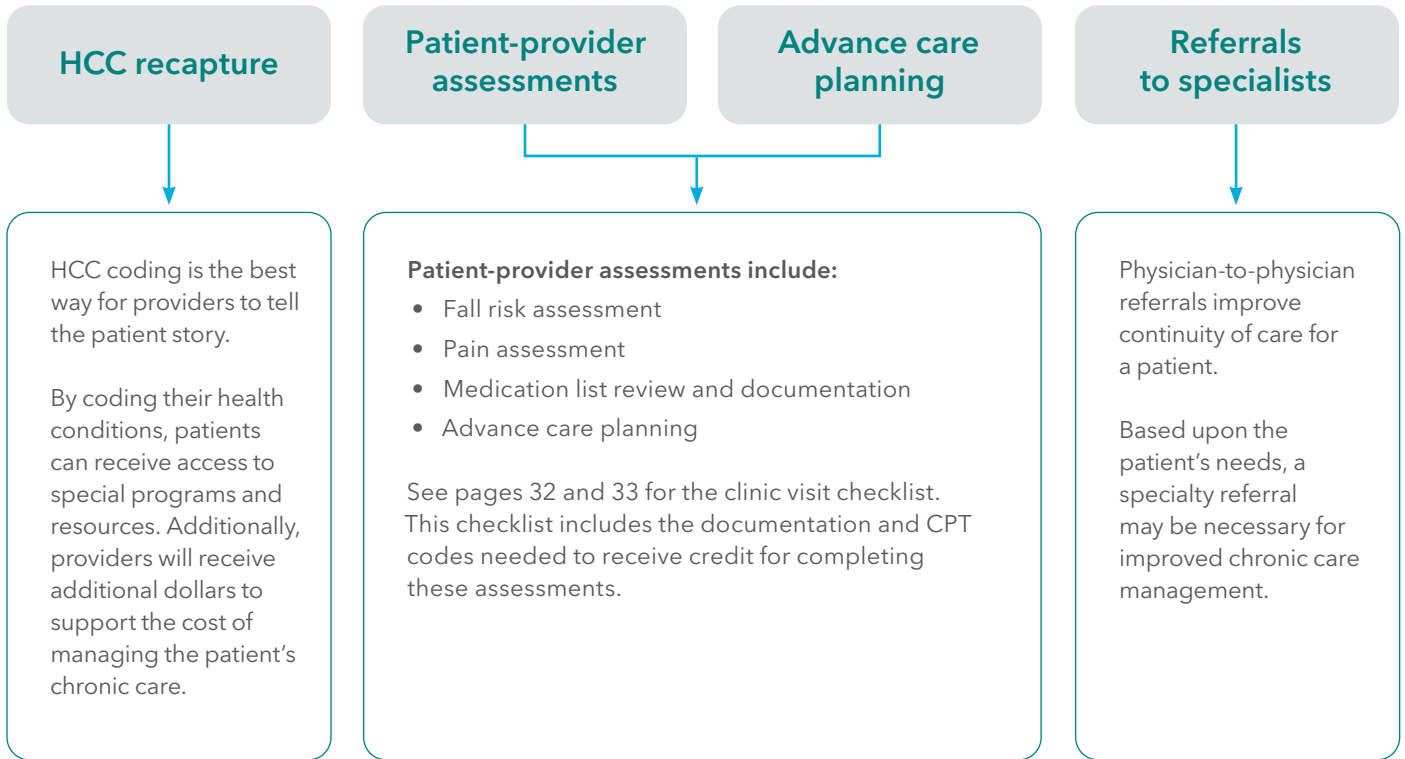 HCC recapture
Patient-provider
assessments
Advance care
planning
Referrals
to specialists
HCC coding is the best
way for providers to tell
the patient story.
By coding their health
conditions, patients
can receive access to
special programs and
resources. Additionally,
providers will receive
additional dollars to
support the cost of
managing the patient’s
chronic care.
Patient-provider assessments include:
• Fall risk assessment
• Pain assessment
• Medication list review and documentation
• Advance care planning
See pages 32 and 33 for the clinic visit checklist.
This checklist includes the documentation and CPT
codes needed to receive credit for completing
these assessments.
Physician-to-physician
referrals improve
continuity of care for
a patient.
Based upon the
patient’s needs, a
specialty referral
may be necessary for
improved chronic care
management.